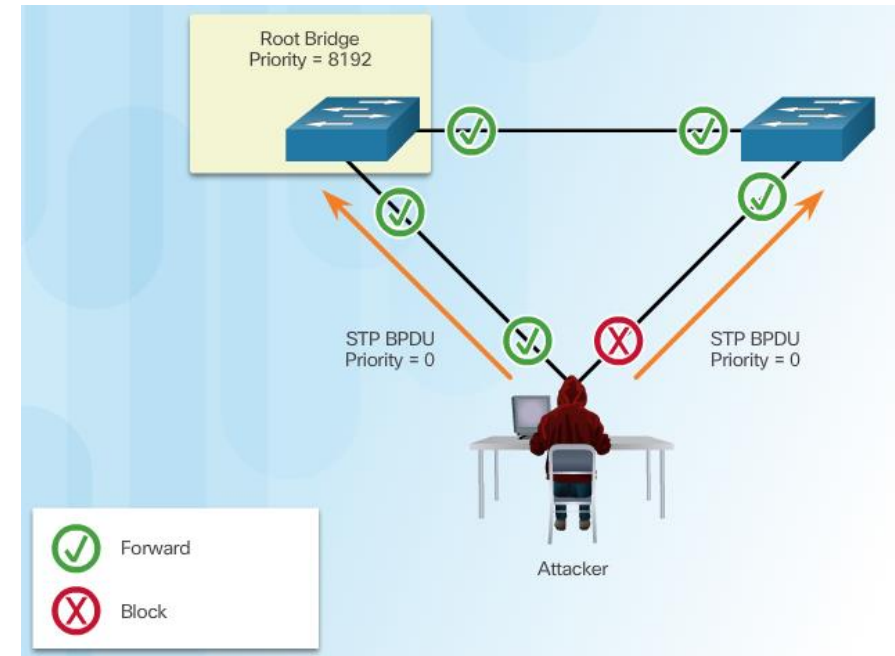 Root Bridge
Priority = 8192
STP BPDU
Priority = 0
STP BPDU
Priority = 0
Attacker
Forward
Block